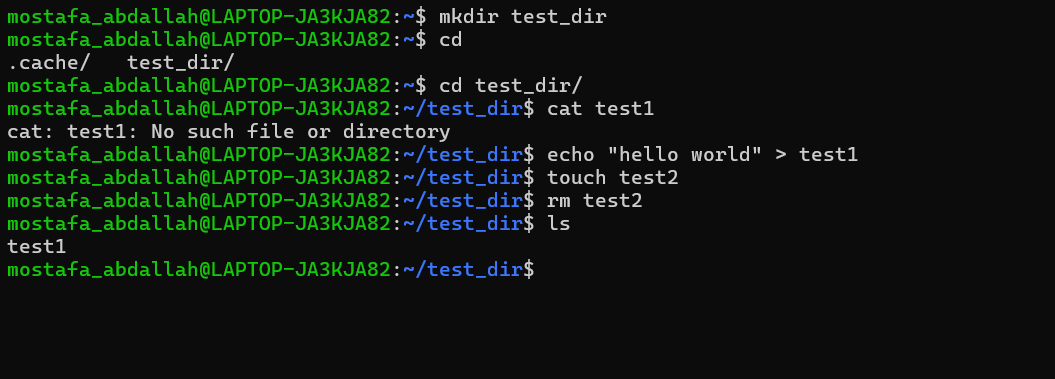 mostafa_abdallah@LAPTOP-JA3KJA82:~$ mkdir test_dir
mostafa_abdallah@LAPTOP-JA3KJA82:~$ cd
.cache/   test_dir/
mostafa_abdallah@LAPTOP-JA3KJA82:~$ cd test_dir/
mostafa_abdallah@LAPTOP-JA3KJA82:~/test_dir$ cat test1
cat: test1: No such file or directory
mostafa_abdallah@LAPTOP-JA3KJA82:~/test_dir$ echo "hello world" > test1
mostafa_abdallah@LAPTOP-JA3KJA82:~/test_dir$ touch test2
mostafa_abdallah@LAPTOP-JA3KJA82:~/test_dir$ rm test2
mostafa_abdallah@LAPTOP-JA3KJA82:~/test_dir$ ls
test1
mostafa_abdallah@LAPTOP-JA3KJA82:~/test_dir$